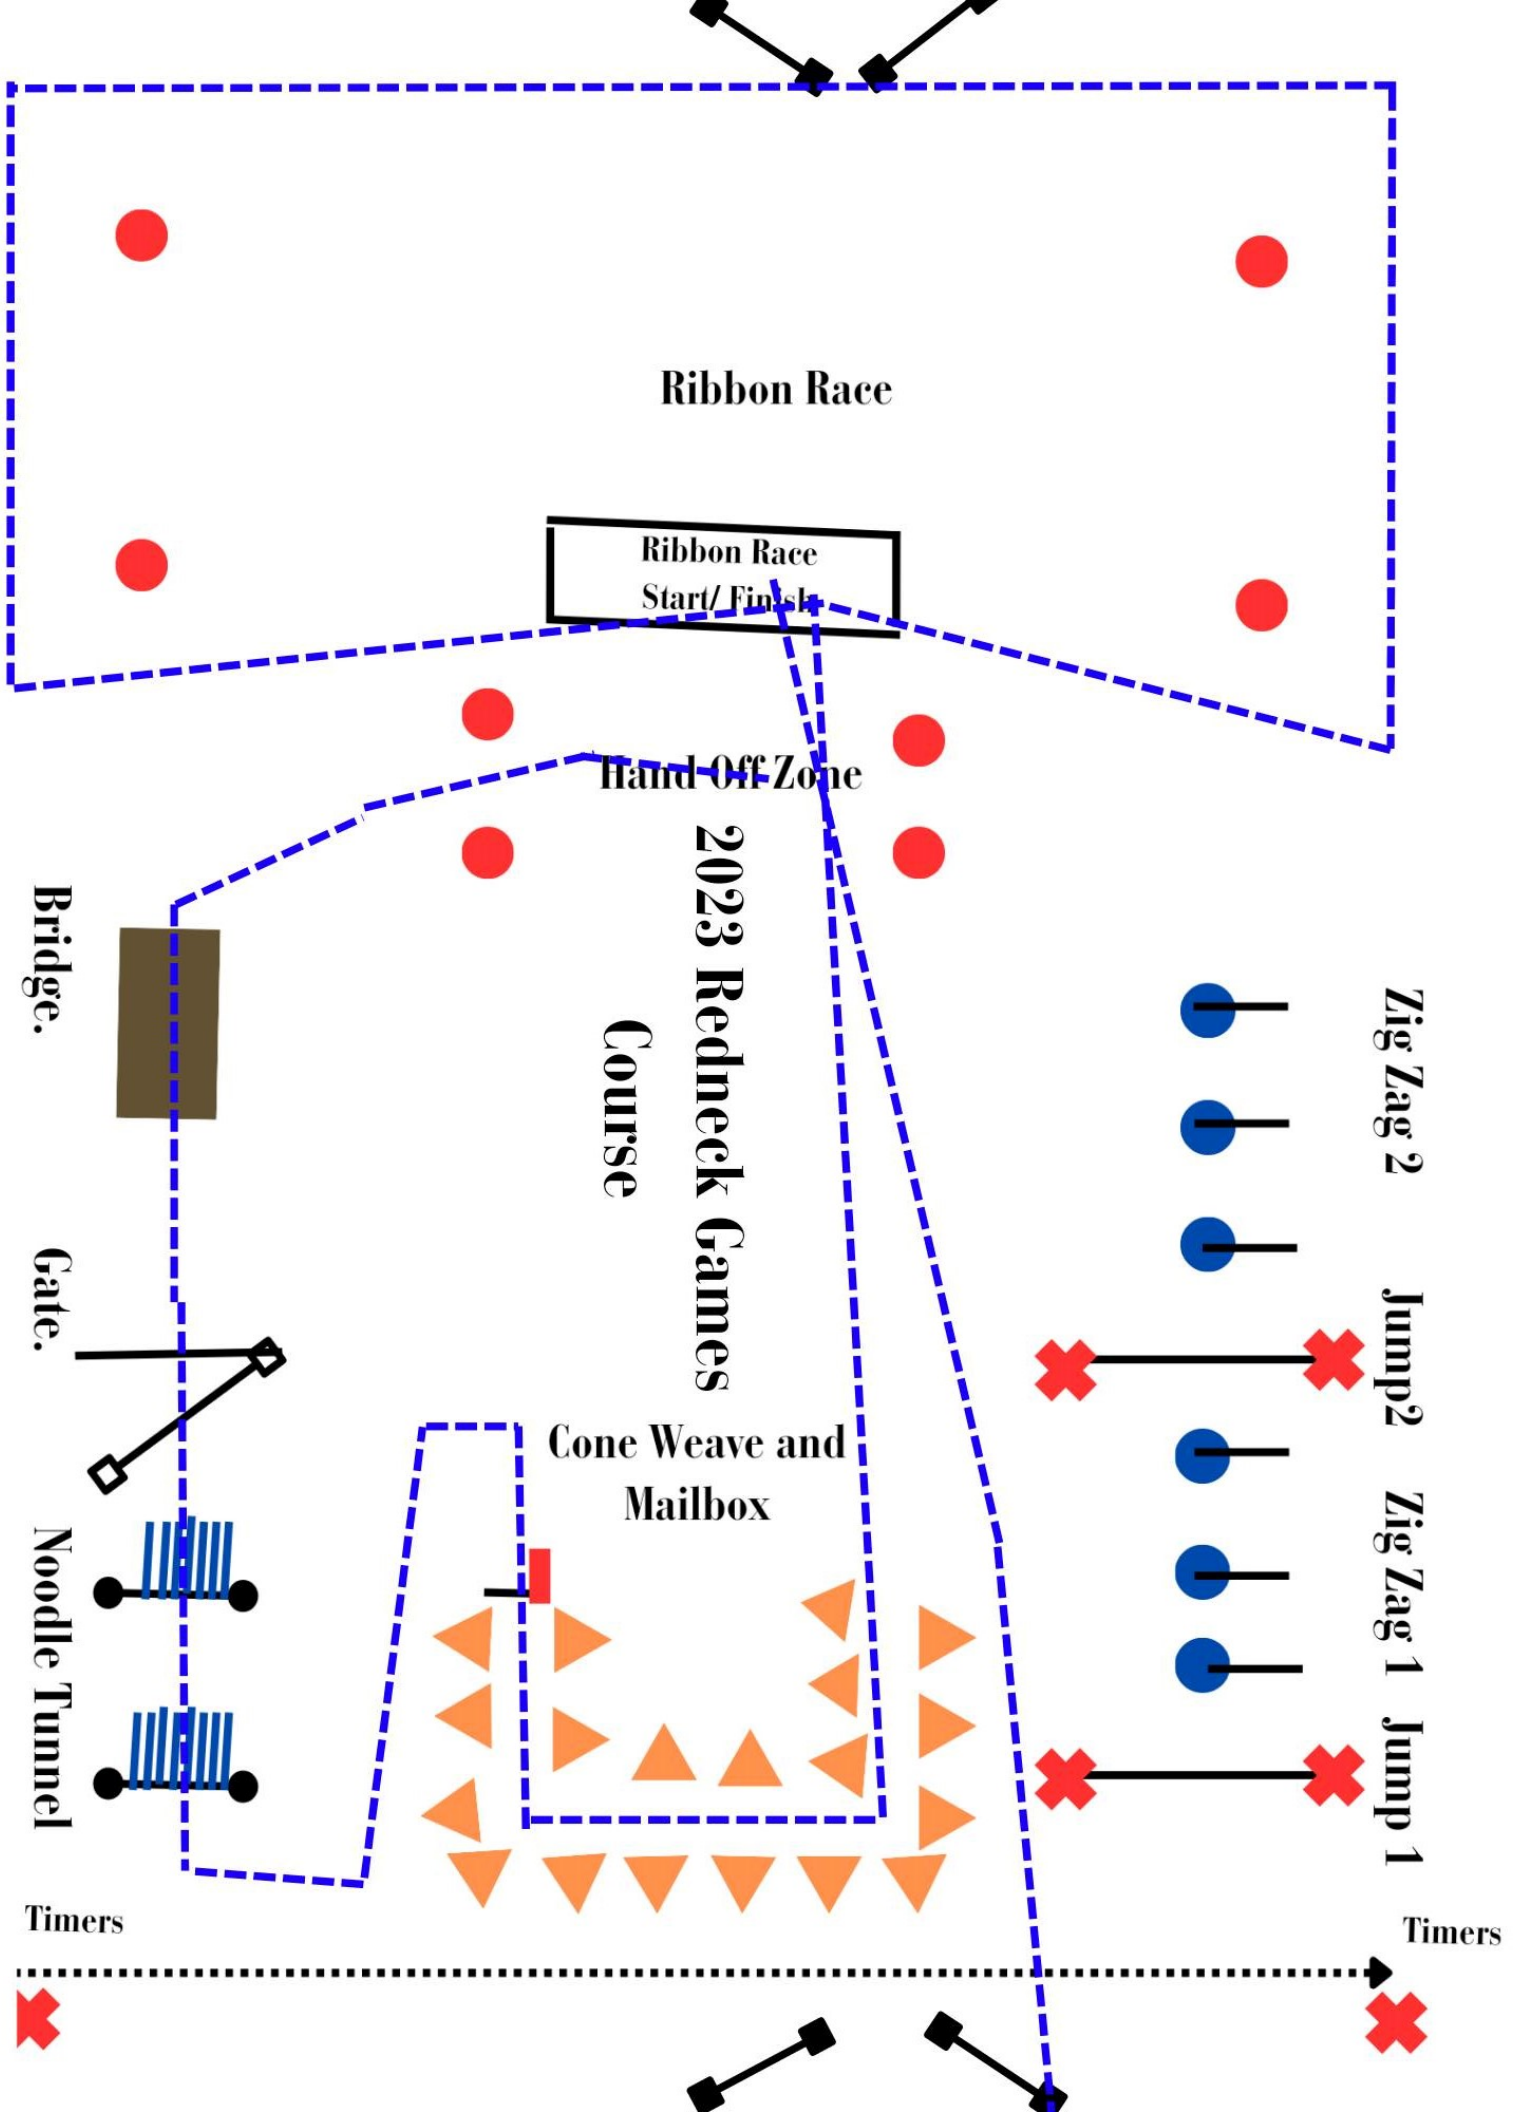 Ribbon Race
Ribbon Race
Start/ Finish
Hand Off Zone
2023 Redneck Games
Course
Bridge.
Gate.
Noodle Tunnel
Cone Weave and
Mailbox
Zig Zag 2
Jump2
Zig Zag 1
Jump 1
Timers
Timers